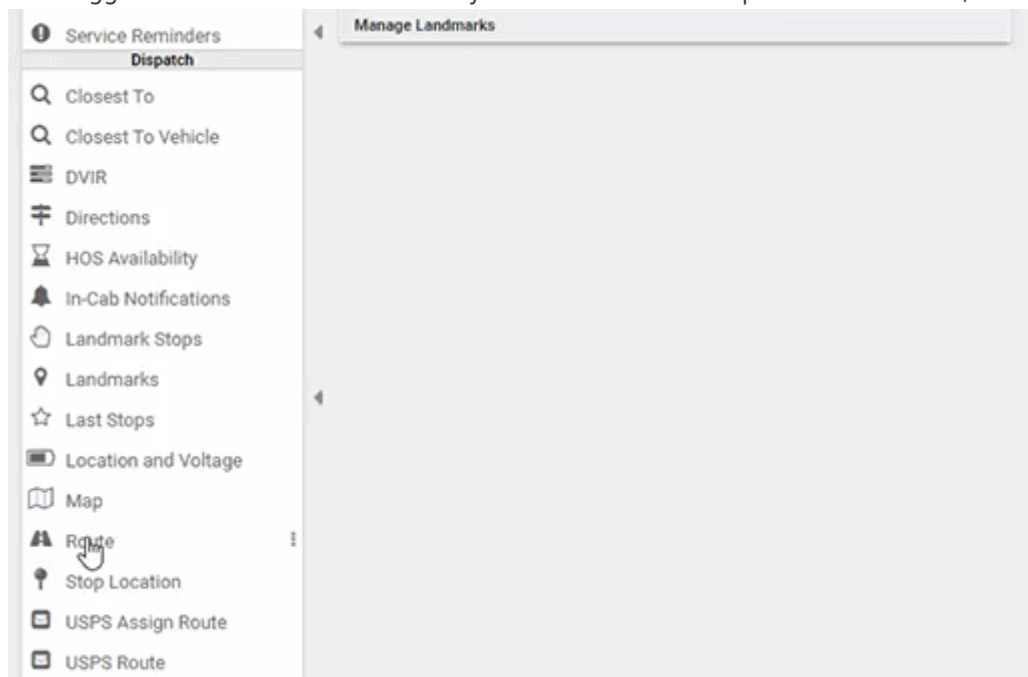 Service Reminders
Manage Landmarks
Dispatch
Closest To
Closest To Vehicle
DVIR
Directions
HOS Availability
In-Cab Notifications
Landmark Stops
Landmarks
Last Stops
Location and Voltage
Map
Route
Stop Location
USPS Assign Route
USPS Route